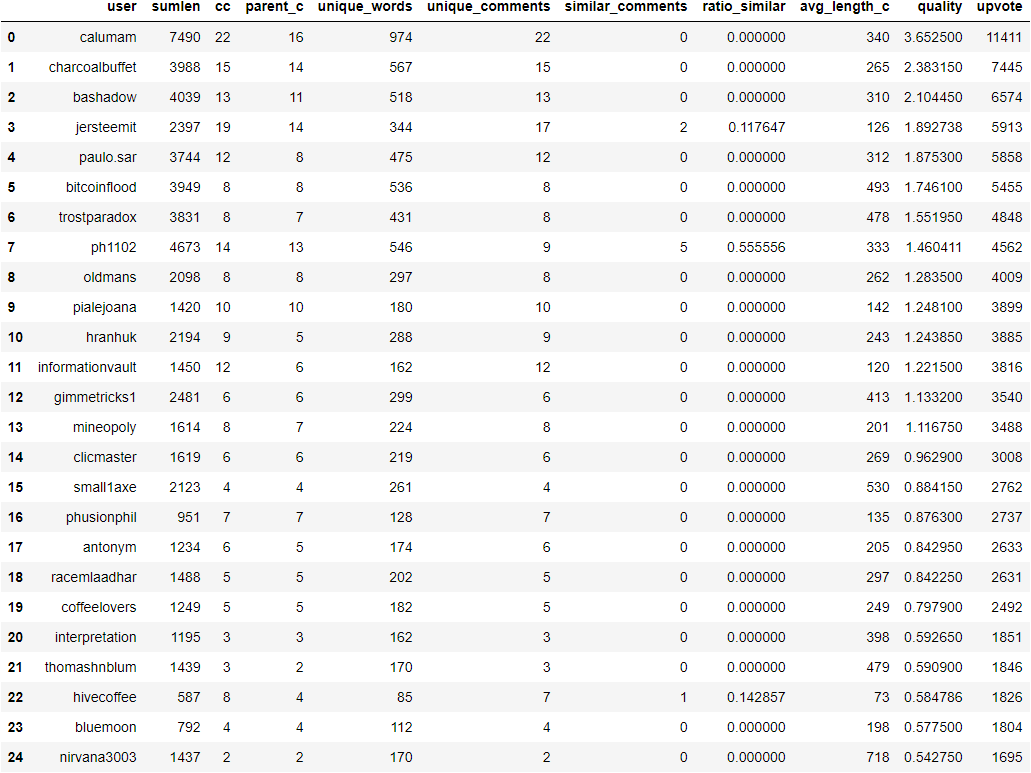 user sumlen cc parent_c unique_words unique_comments similar_comments ratio_similar avg_length_c quality upvote
0 calumam 7490 22 16 974 22 0 0.000000 340 3.652500 11411
1 charcoalbuffet 3988 15 14 567 15 0 0.000000 265 2.383150 7445
2 bashadow 4039 13 11 518 13 0 0.000000 310 2.104450 6574
3 jersteemit 2397 19 14 344 17 2 0.117647 126 1.892738 5913
4 paulo.sar 3744 12 8 475 12 0 0.000000 312 1.875300 5858
5 bitcoinflood 3949 8 8 536 8 0 0.000000 493 1.746100 5455
6 trostparadox 3831 8 7 431 8 0 0.000000 478 1.551950 4848
7 ph1102 4673 14 13 546 9 5 0.555556 333 1.460411 4562
8 oldmans 2098 8 8 297 8 0 0.000000 262 1.283500 4009
9 pialejoana 1420 10 10 180 10 0 0.000000 142 1.248100 3899
10 hranhuk 2194 9 5 288 9 0 0.000000 243 1.243850 3885
11 informationvault 1450 12 6 162 12 0 0.000000 120 1.221500 3816
12 gimmetricks1 2481 6 6 299 6 0 0.000000 413 1.133200 3540
13 mineopoly 1614 8 7 224 8 0 0.000000 201 1.116750 3488
14 clicmaster 1619 6 6 219 6 0 0.000000 269 0.962900 3008
15 small1axe 2123 4 4 261 4 0 0.000000 530 0.884150 2762
16 phusionphil 951 7 7 128 7 0 0.000000 135 0.876300 2737
17 antonym 1234 6 5 174 6 0 0.000000 205 0.842950 2633
18 racemlaadhar 1488 5 5 202 5 0 0.000000 297 0.842250 2631
19 coffeelovers 1249 5 5 182 5 0 0.000000 249 0.797900 2492
20 interpretation 1195 3 3 162 3 0 0.000000 398 0.592650 1851
21 thomashnblum 1439 3 2 170 3 0 0.000000 479 0.590900 1846
22 hivecoffee 587 8 4 85 7 1 0.142857 73 0.584786 1826
23 bluemoon 792 4 4 112 4 0 0.000000 198 0.577500 1804
24 nirvana3003 1437 2 2 170 2 0 0.000000 718 0.542750 1695